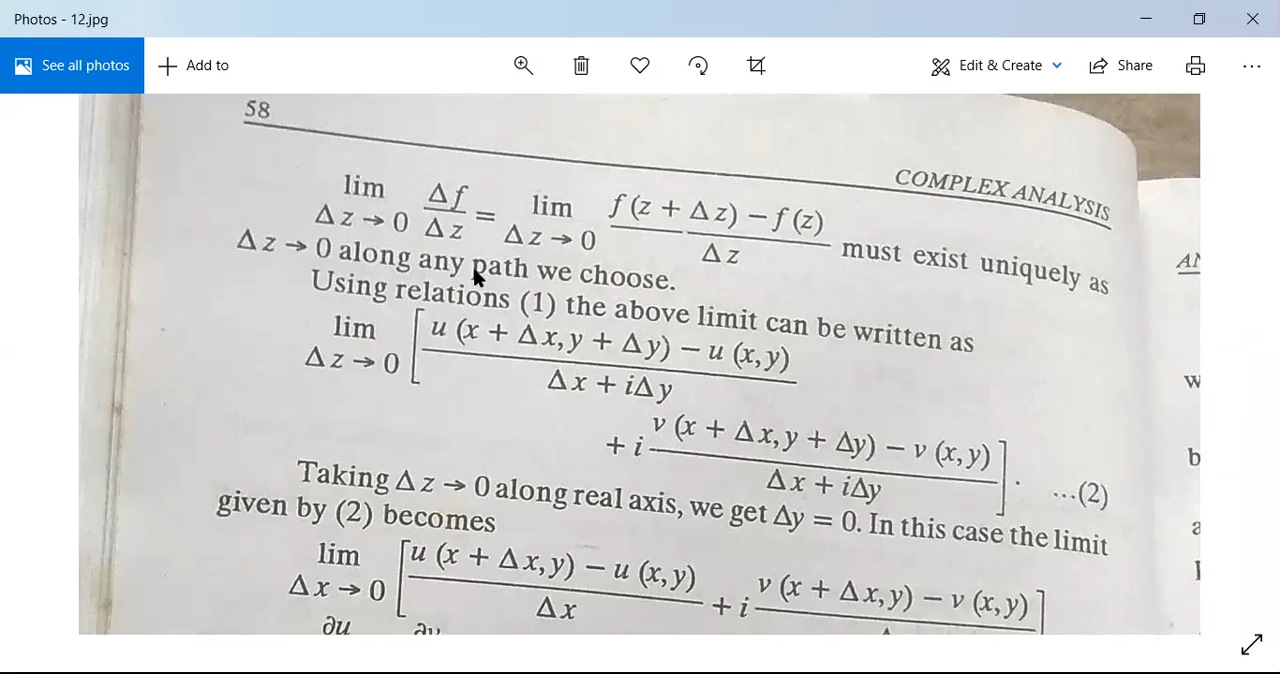 Photos - 12.jpg
See all photos
Add to
Edit & Create
Share
58
COMPLEX ANALYSIS
lim Δz → 0 Δf/Δz = lim Δz → 0 f(z + Δz) − f(z)/Δz must exist uniquely as
Δz → 0 along any path we choose.
Using relations (1) the above limit can be written as
lim Δz → 0 [ u (x + Δx, y + Δy) − u (x, y)/Δx + iΔy
+ i v (x + Δx, y + Δy) − v (x, y)/Δx + iΔy ] . ...(2)
Taking Δz → 0 along real axis, we get Δy = 0. In this case the limit
given by (2) becomes
lim Δx → 0 [ u (x + Δx, y) − u (x, y)/Δx + i v (x + Δx, y) − v (x, y) ]
∂u
w
b
a